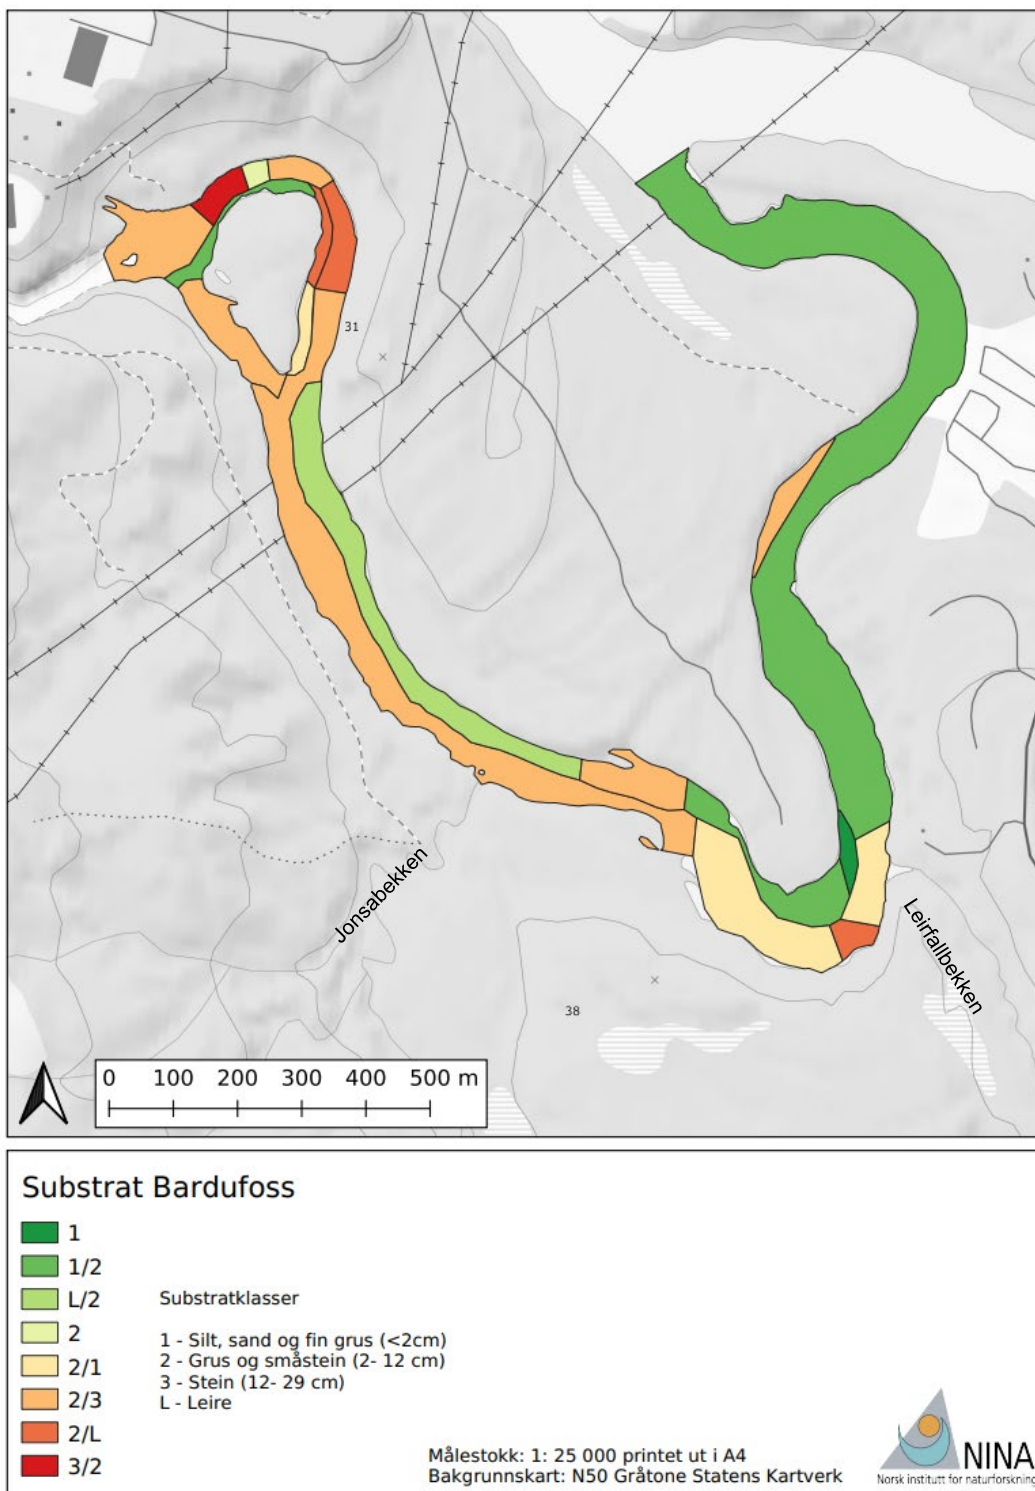 31
Jonsabekken
Leirfallbekken
38
0 100 200 300 400 500 m
Substrat Bardufoss
1
1/2
L/2
2
2/1
2/3
2/L
3/2
Substratklasser
1 - Silt, sand og fin grus (<2cm)
2 - Grus og småstein (2- 12 cm)
3 - Stein (12- 29 cm)
L - Leire
Målestokk: 1: 25 000 printet ut i A4
Bakgrunnskart: N50 Gråtone Statens Kartverk
NINA
Norsk institutt for naturforskning